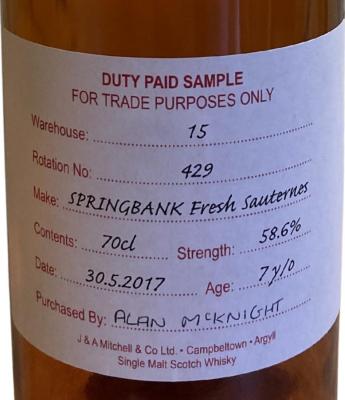 DUTY PAID SAMPLE
FOR TRADE PURPOSES ONLY
Warehouse: 15
Rotation No: 429
Make: SPRINGBANK Fresh Sauternes
Contents: 70cl Strength: 58.6%
Date: 30.5.2017 Age: 7 y/o
Purchased By: ALAN McKNIGHT
J & A Mitchell & Co Ltd. • Campbeltown • Argyll
Single Malt Scotch Whisky